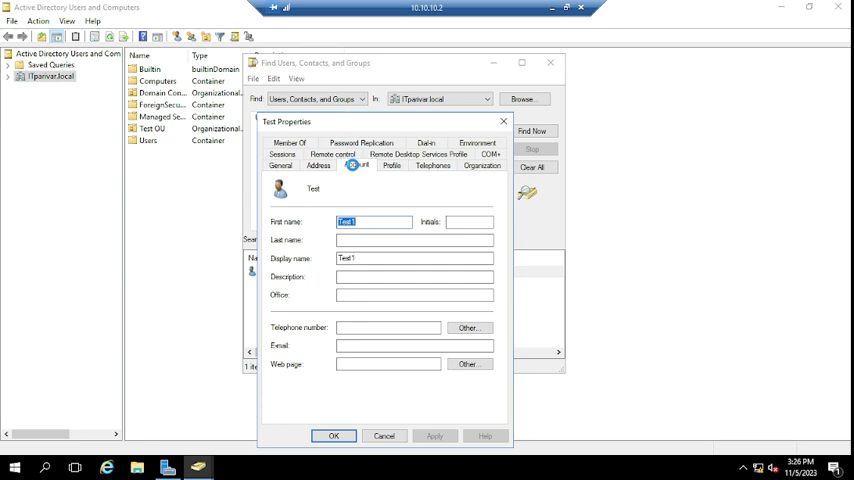 Active Directory Users and Computers
10.10.10.2
File Action View Help
Active Directory Users and Com
Saved Queries
ITparivar.local
Name Type
Builtin builtinDomain
Computers Container
Domain Con... Organizational...
ForeignSecu... Container
Managed Se... Container
Test OU Organizational...
Users Container
Find Users, Contacts, and Groups
File Edit View
Find: Users, Contacts, and Groups In: ITparivar.local Browse...
Find Now
Stop
Clear All
Test Properties
Member Of Password Replication Dial-in Environment
Sessions Remote control Remote Desktop Services Profile COM+
General Address Profile Telephones Organization
Test
First name: Test1 Initials:
Last name:
Display name: Test1
Description:
Office:
Telephone number: Other...
E-mail:
Web page: Other...
OK Cancel Apply Help
3:26 PM
11/5/2023